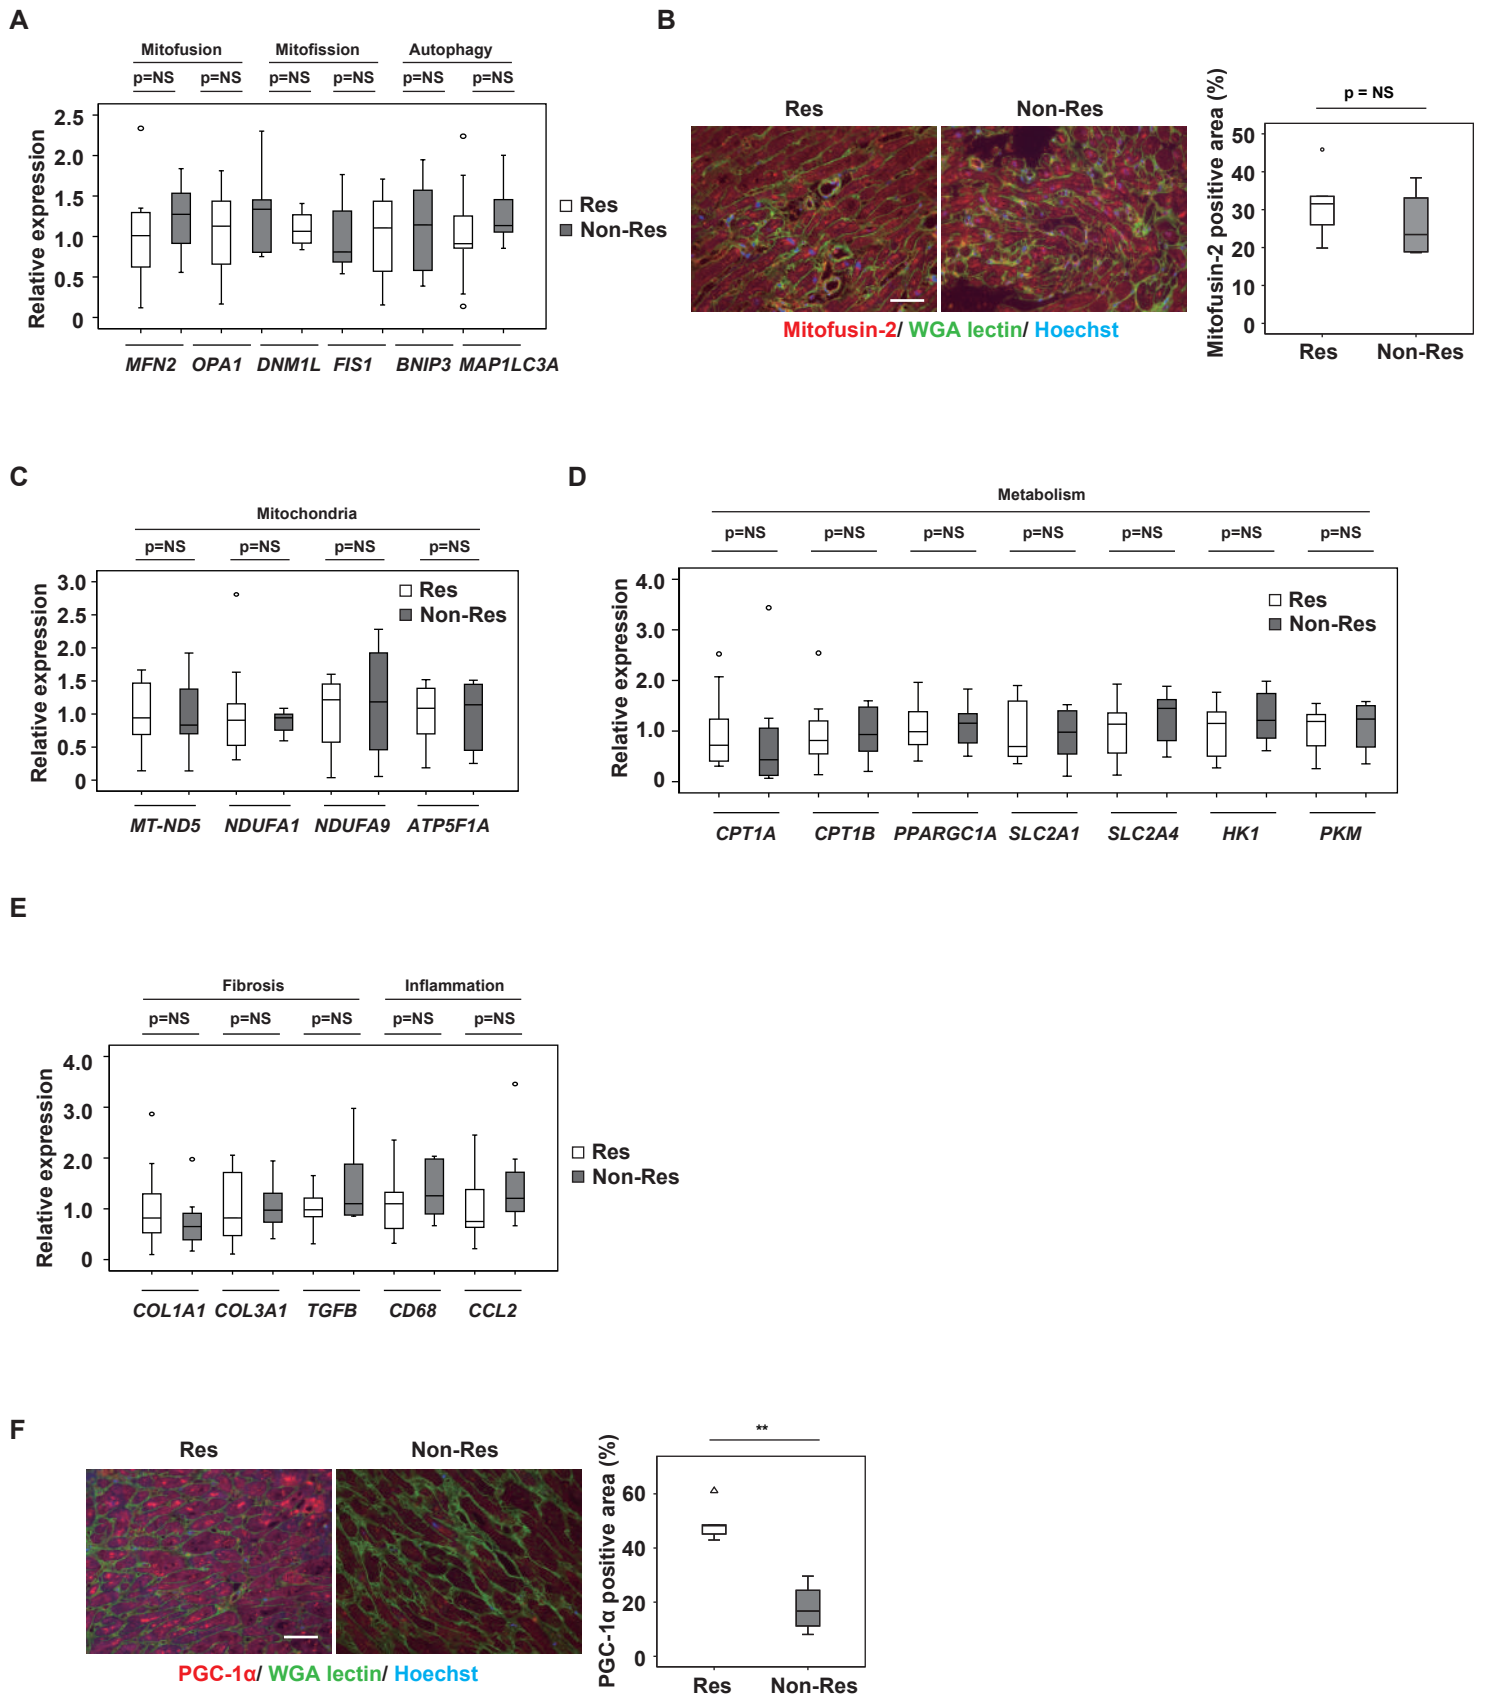 A
Mitofusion Mitofission Autophagy
p=NS p=NS p=NS p=NS p=NS p=NS
Relative expression
2.5
2.0
1.5
1.0
0.5
0
Res
Non-Res
MFN2 OPA1 DNM1L FIS1 BNIP3 MAP1LC3A
B
Res Non-Res
Mitofusin-2/ WGA lectin/ Hoechst
Mitofusin-2 positive area (%)
p = NS
50
40
30
20
10
0
Res Non-Res
C
Mitochondria
p=NS p=NS p=NS p=NS
Relative expression
3.0
2.5
2.0
1.5
1.0
0.5
0
Res
Non-Res
MT-ND5 NDUFA1 NDUFA9 ATP5F1A
D
Metabolism
p=NS p=NS p=NS p=NS p=NS p=NS p=NS
Relative expression
4.0
3.0
2.0
1.0
0
Res
Non-Res
CPT1A CPT1B PPARGC1A SLC2A1 SLC2A4 HK1 PKM
E
Fibrosis Inflammation
p=NS p=NS p=NS p=NS p=NS
Relative expression
4.0
3.0
2.0
1.0
0
Res
Non-Res
COL1A1 COL3A1 TGFB CD68 CCL2
F
Res Non-Res
PGC-1α/ WGA lectin/ Hoechst
PGC-1α positive area (%)
**
60
40
20
0
Res Non-Res